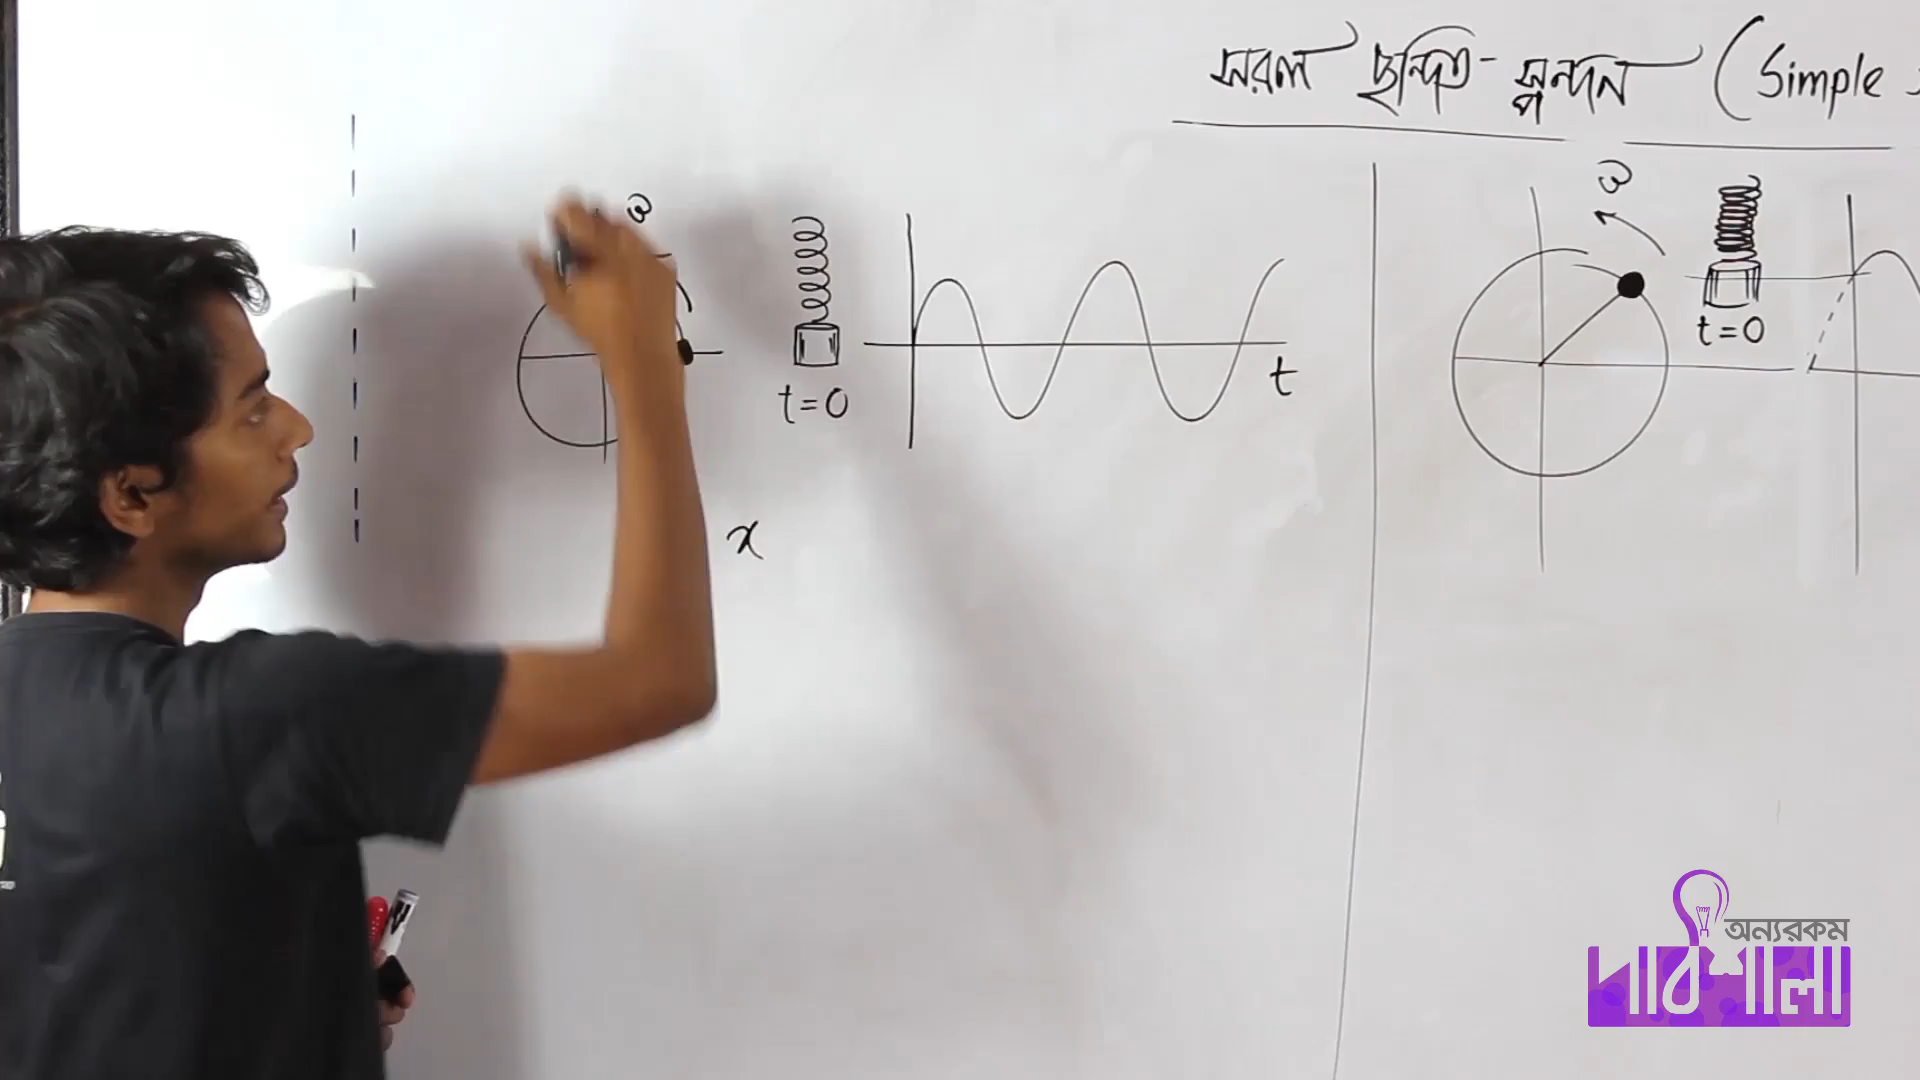 সরল ছন্দিত- স্পন্দন (Simple
ω
ω
t=0
t
t=0
x
অন্যরকম
পাঠশালা